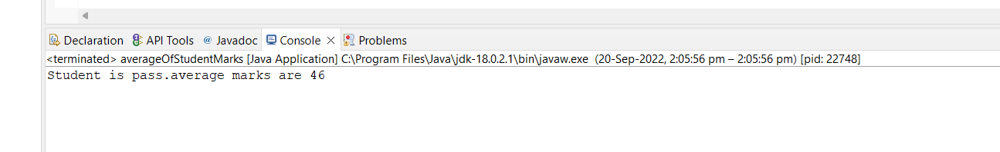 Declaration API Tools @ Javadoc Console Problems
<terminated> averageOfStudentMarks [Java Application] C:\Program Files\Java\jdk-18.0.2.1\bin\javaw.exe (20-Sep-2022, 2:05:56 pm – 2:05:56 pm) [pid: 22748]
Student is pass.average marks are 46